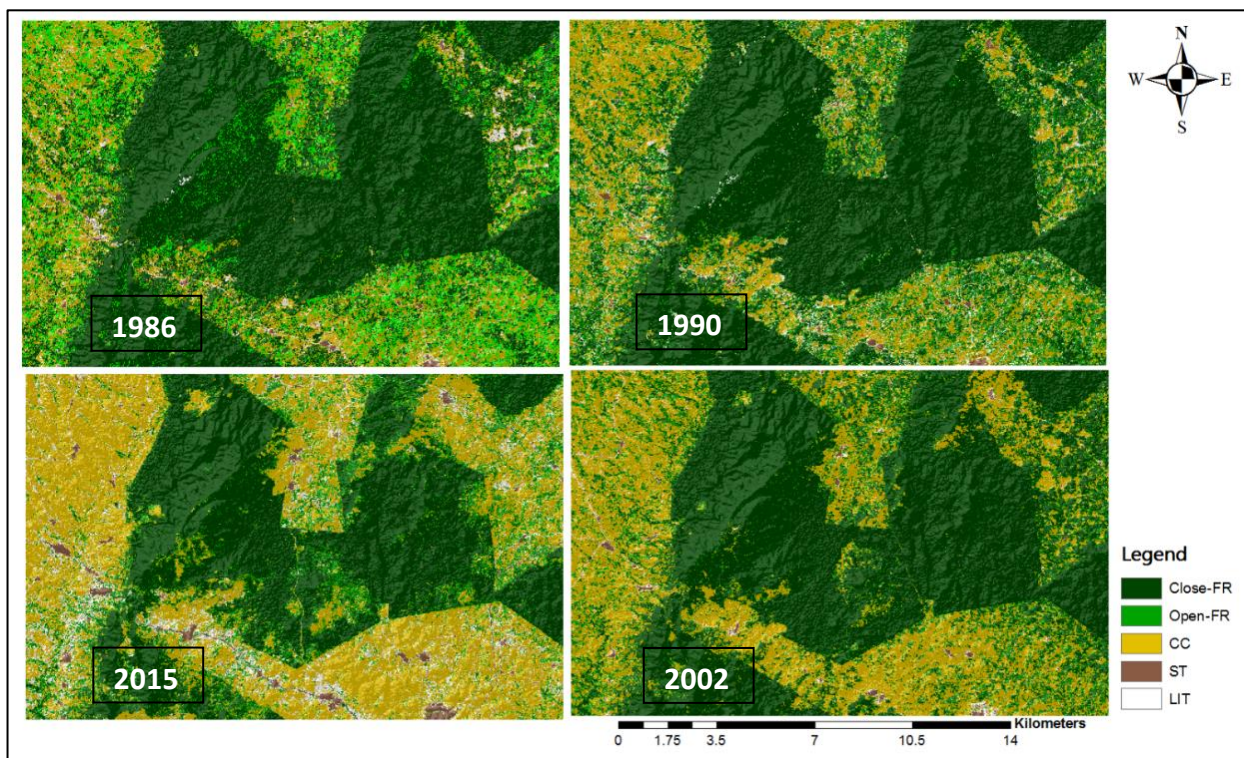 N
W E
S
1986
1990
2015
2002
Legend
Close-FR
Open-FR
CC
ST
LIT
Kilometers
0 1.75 3.5 7 10.5 14